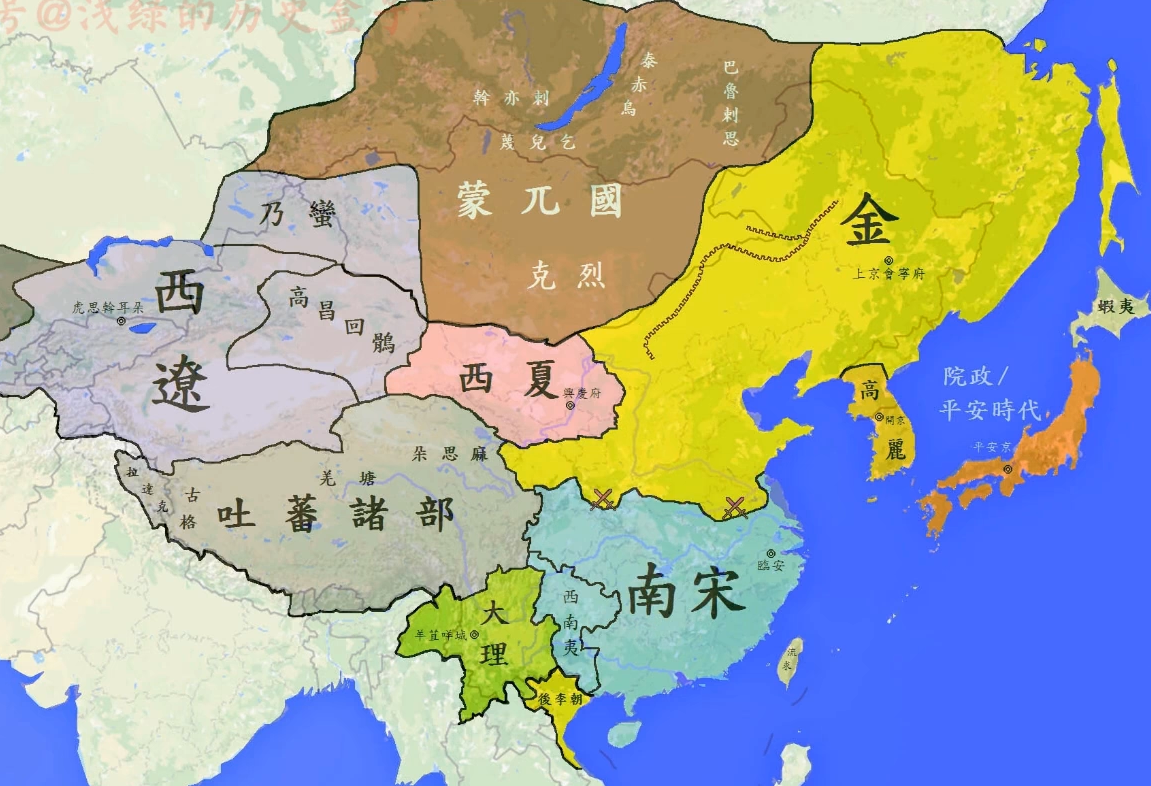 号@浅绿的历史盒子
斡亦剌
泰赤烏
巴魯剌思
蔑兒乞
蒙兀國
克烈
乃蠻
金
上京會寧府
西遼
虎思斡耳朵
高昌回鶻
西夏
興慶府
蝦夷
院政/
平安時代
平安京
高麗
開京
朵思麻
羌塘
拉達克
古格
吐蕃諸部
南宋
臨安
西南夷
大理
羊苴咩城
後李朝
流求